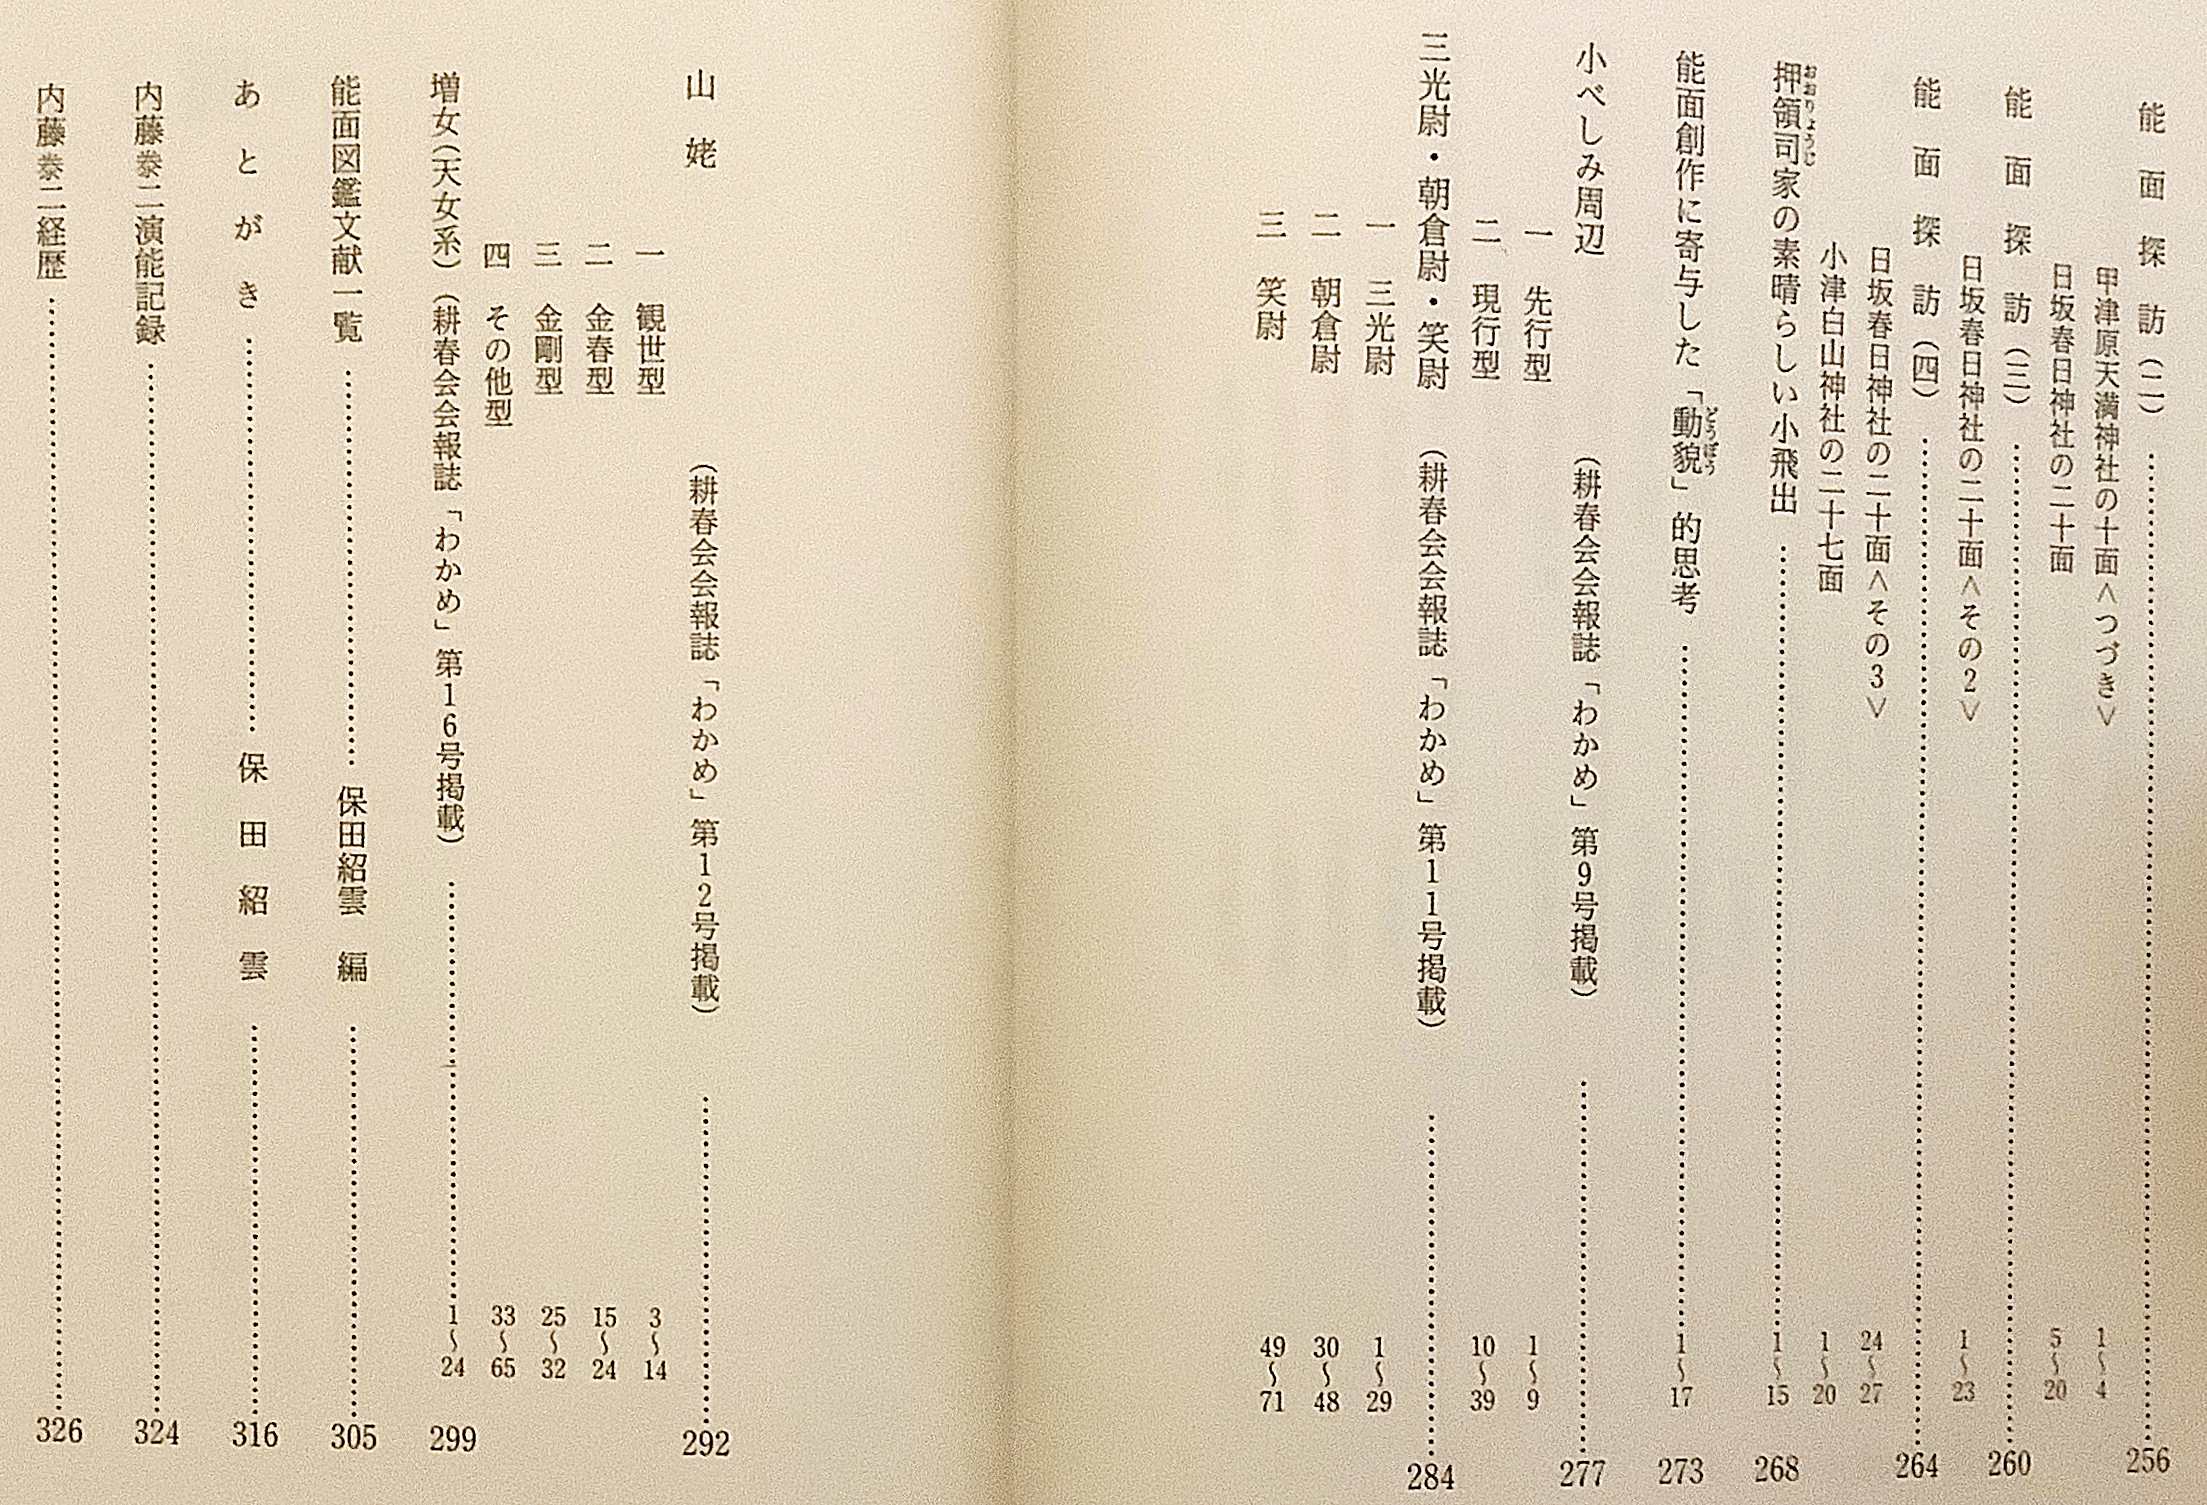 能面探訪（二）……256
甲津原天満神社の十面＜つづき＞ 1～4
日坂春日神社の二十面 5～20
能面探訪（三）……260
日坂春日神社の二十面＜その2＞ 1～23
能面探訪（四）……264
日坂春日神社の二十面＜その3＞ 24～27
小津白山神社の二十七面 1～20
押領司家の素晴らしい小飛出……1～15 268
おおりょうじ
能面創作に寄与した「動貌」的思考……1～17 273
どうぼう
小べしみ周辺（耕春会会報誌「わかめ」第9号掲載）……277
一 先行型 1～9
二 現行型 10～39
三光尉・朝倉尉・笑尉（耕春会会報誌「わかめ」第11号掲載）……284
一 三光尉 1～29
二 朝倉尉 30～48
三 笑尉 49～71
山姥（耕春会会報誌「わかめ」第12号掲載）……292
一 観世型 3～14
二 金春型 15～24
三 金剛型 25～32
四 その他型 33～65
増女（天女系）（耕春会会報誌「わかめ」第16号掲載）……1～24 299
能面図鑑文献一覧……保田紹雲 編……305
あとがき……保田紹雲……316
内藤泰二演能記録……324
内藤泰二経歴……326